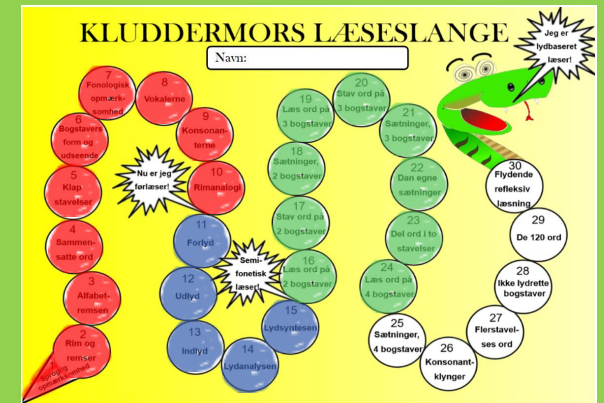 KLUDDERMORS LÆSESLANGE
Navn:
Jeg er
lydbaseret
læser!
1
Sproglig
opmærksomhed
2
Rim og
remser
3
Alfabet-
remsen
4
Sammen-
satte ord
5
Klap
stavelser
6
Bogstavers
form og
udseende
7
Fonologisk
opmærk-
somhed
8
Vokalerne
9
Konsonan-
terne
10
Rimanalogi
Nu er jeg
førlæser!
11
Forlyd
12
Udlyd
13
Indlyd
14
Lydanalysen
15
Lydsyntesen
Semi-
fonetisk
læser!
16
Læs ord på
2 bogstaver
17
Stav ord på
2 bogstaver
18
Sætninger,
2 bogstaver
19
Læs ord på
3 bogstaver
20
Stav ord på
3 bogstaver
21
Sætninger,
3 bogstaver
22
Dan egne
sætninger
23
Del ord i to
stavelser
24
Læs ord på
4 bogstaver
25
Sætninger,
4 bogstaver
26
Konsonant-
klynger
27
Flerstavel-
ses ord
28
Ikke lydrette
bogstaver
29
De 120 ord
30
Flydende
refleksiv
læsning